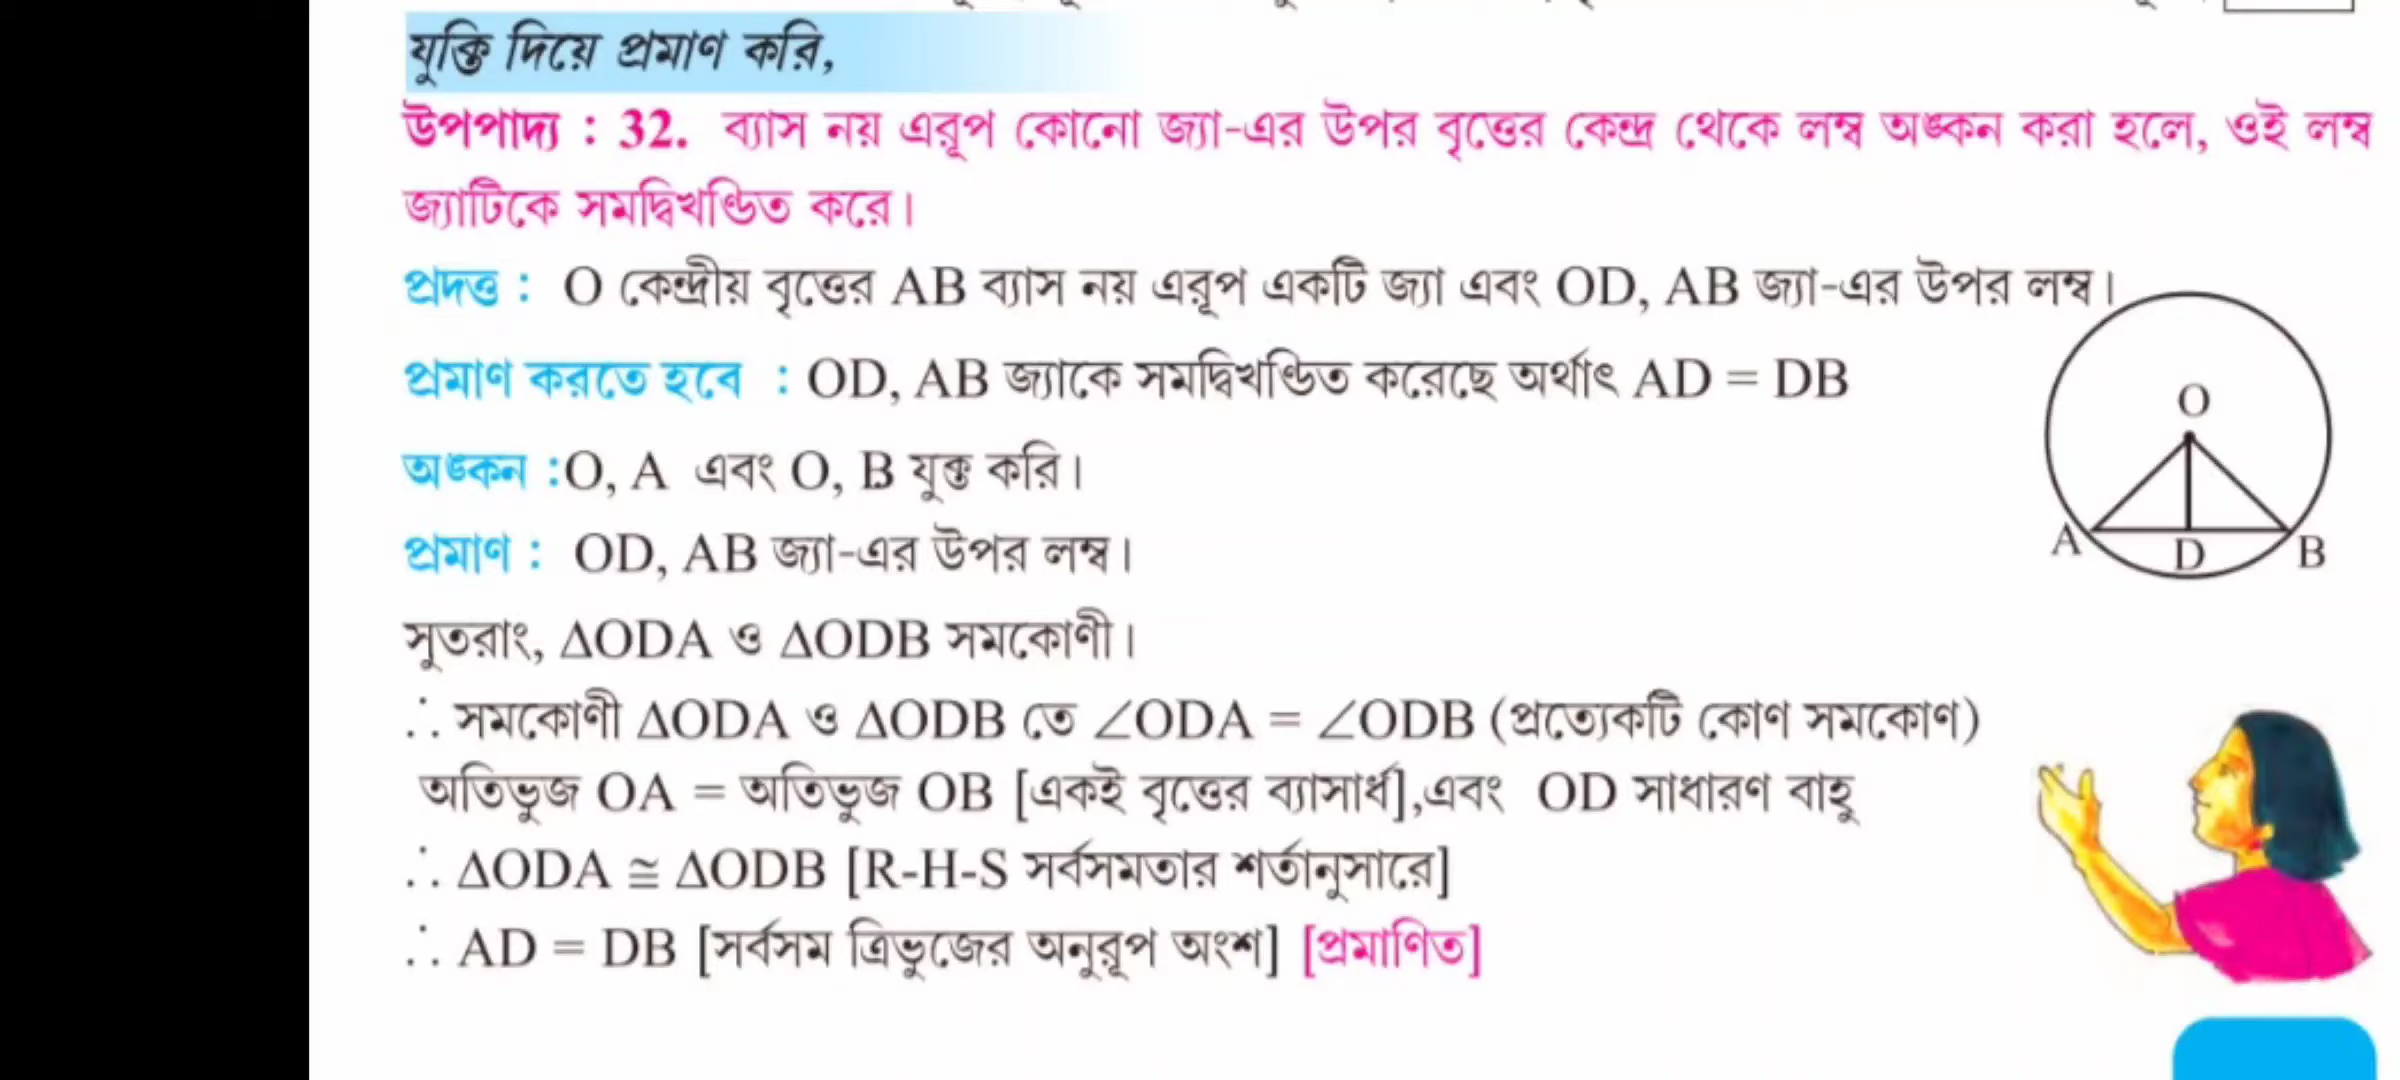 যুক্তি দিয়ে প্রমাণ করি,
উপপাদ্য : 32. ব্যাস নয় এরূপ কোনো জ্যা-এর উপর বৃত্তের কেন্দ্র থেকে লম্ব অঙ্কন করা হলে, ওই লম্ব
জ্যাটিকে সমদ্বিখণ্ডিত করে।
প্রদত্ত : O কেন্দ্রীয় বৃত্তের AB ব্যাস নয় এরূপ একটি জ্যা এবং OD, AB জ্যা-এর উপর লম্ব।
প্রমাণ করতে হবে : OD, AB জ্যাকে সমদ্বিখণ্ডিত করেছে অর্থাৎ AD = DB
O
অঙ্কন :O, A এবং O, B যুক্ত করি।
প্রমাণ : OD, AB জ্যা-এর উপর লম্ব।
A D B
সুতরাং, ΔODA ও ΔODB সমকোণী।
∴ সমকোণী ΔODA ও ΔODB তে ∠ODA = ∠ODB (প্রত্যেকটি কোণ সমকোণ)
অতিভুজ OA = অতিভুজ OB [একই বৃত্তের ব্যাসার্ধ],এবং OD সাধারণ বাহু
∴ ΔODA ≅ ΔODB [R-H-S সর্বসমতার শর্তানুসারে]
∴ AD = DB [সর্বসম ত্রিভুজের অনুরূপ অংশ] [প্রমাণিত]